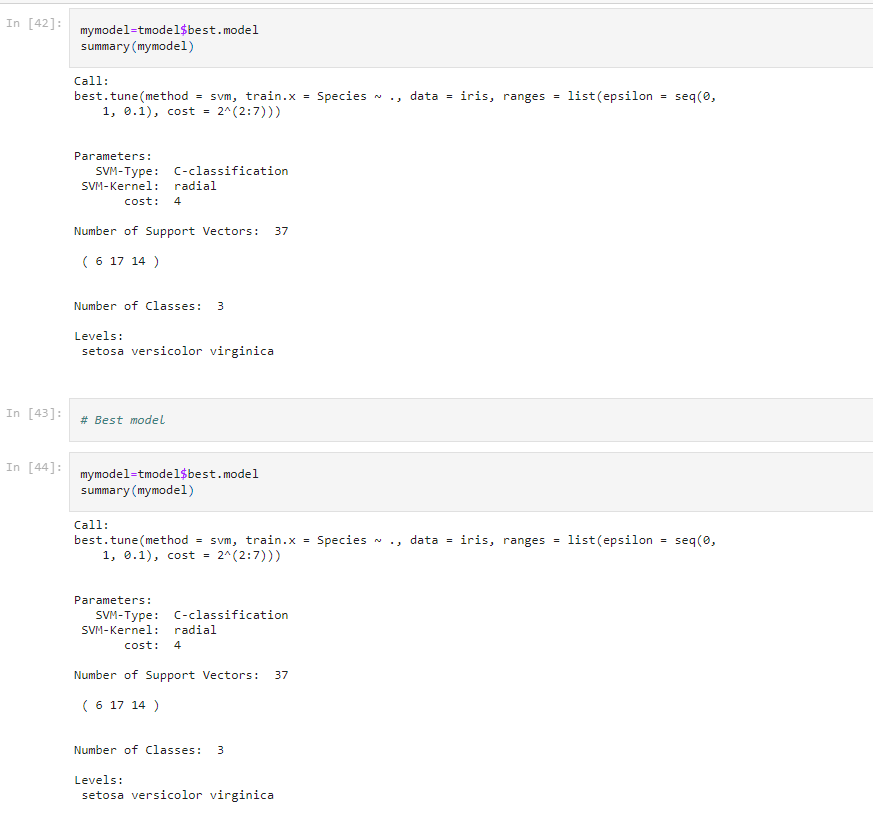 In [42]:
mymodel=tmodel$best.model
summary(mymodel)
Call:
best.tune(method = svm, train.x = Species ~ ., data = iris, ranges = list(epsilon = seq(0,
    1, 0.1), cost = 2^(2:7)))
Parameters:
   SVM-Type:  C-classification
 SVM-Kernel:  radial
       cost:  4
Number of Support Vectors:  37
 ( 6 17 14 )
Number of Classes:  3
Levels:
 setosa versicolor virginica
In [43]:
# Best model
In [44]:
mymodel=tmodel$best.model
summary(mymodel)
Call:
best.tune(method = svm, train.x = Species ~ ., data = iris, ranges = list(epsilon = seq(0,
    1, 0.1), cost = 2^(2:7)))
Parameters:
   SVM-Type:  C-classification
 SVM-Kernel:  radial
       cost:  4
Number of Support Vectors:  37
 ( 6 17 14 )
Number of Classes:  3
Levels:
 setosa versicolor virginica